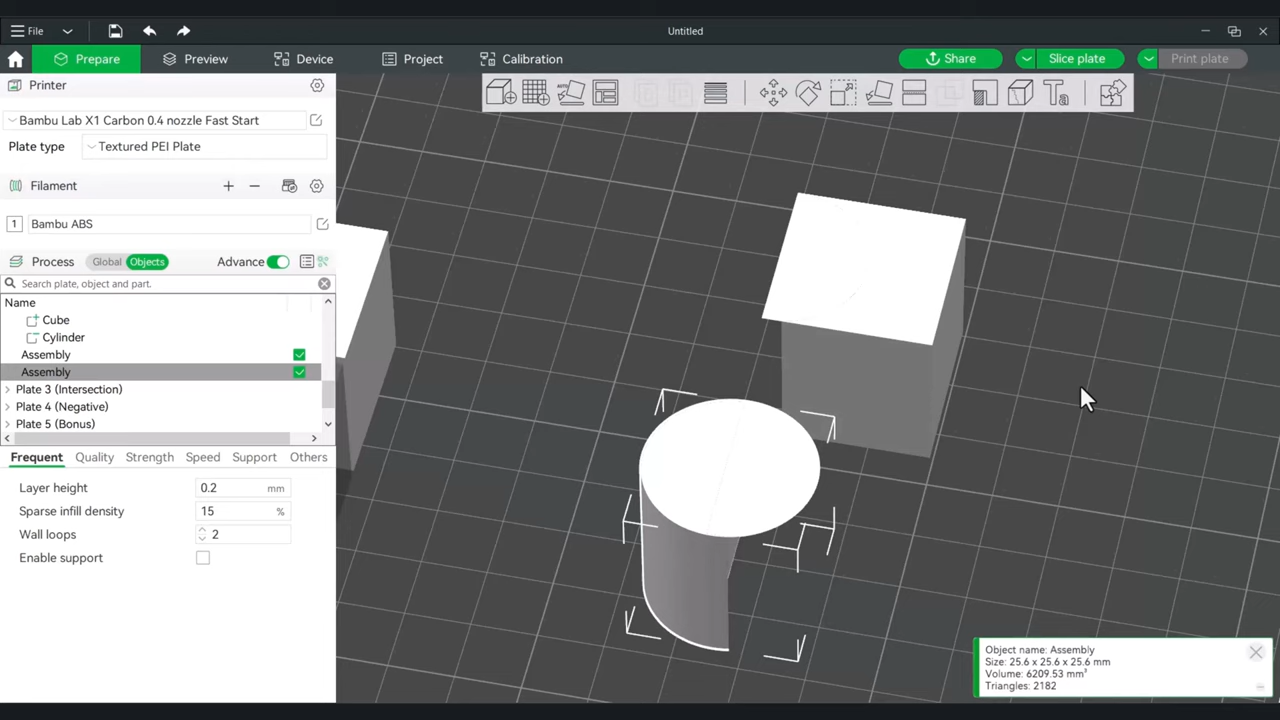 File
Untitled
Prepare
Preview
Device
Project
Calibration
Share
Slice plate
Print plate
Printer
Bambu Lab X1 Carbon 0.4 nozzle Fast Start
Plate type
Textured PEI Plate
Filament
1
Bambu ABS
Process
Global
Objects
Advance
Search plate, object and part.
Name
Cube
Cylinder
Assembly
Assembly
Plate 3 (Intersection)
Plate 4 (Negative)
Plate 5 (Bonus)
Frequent
Quality
Strength
Speed
Support
Others
Layer height
0.2
mm
Sparse infill density
15
%
Wall loops
2
Enable support
Object name: Assembly
Size: 25.6 x 25.6 x 25.6 mm
Volume: 6209.53 mm³
Triangles: 2182